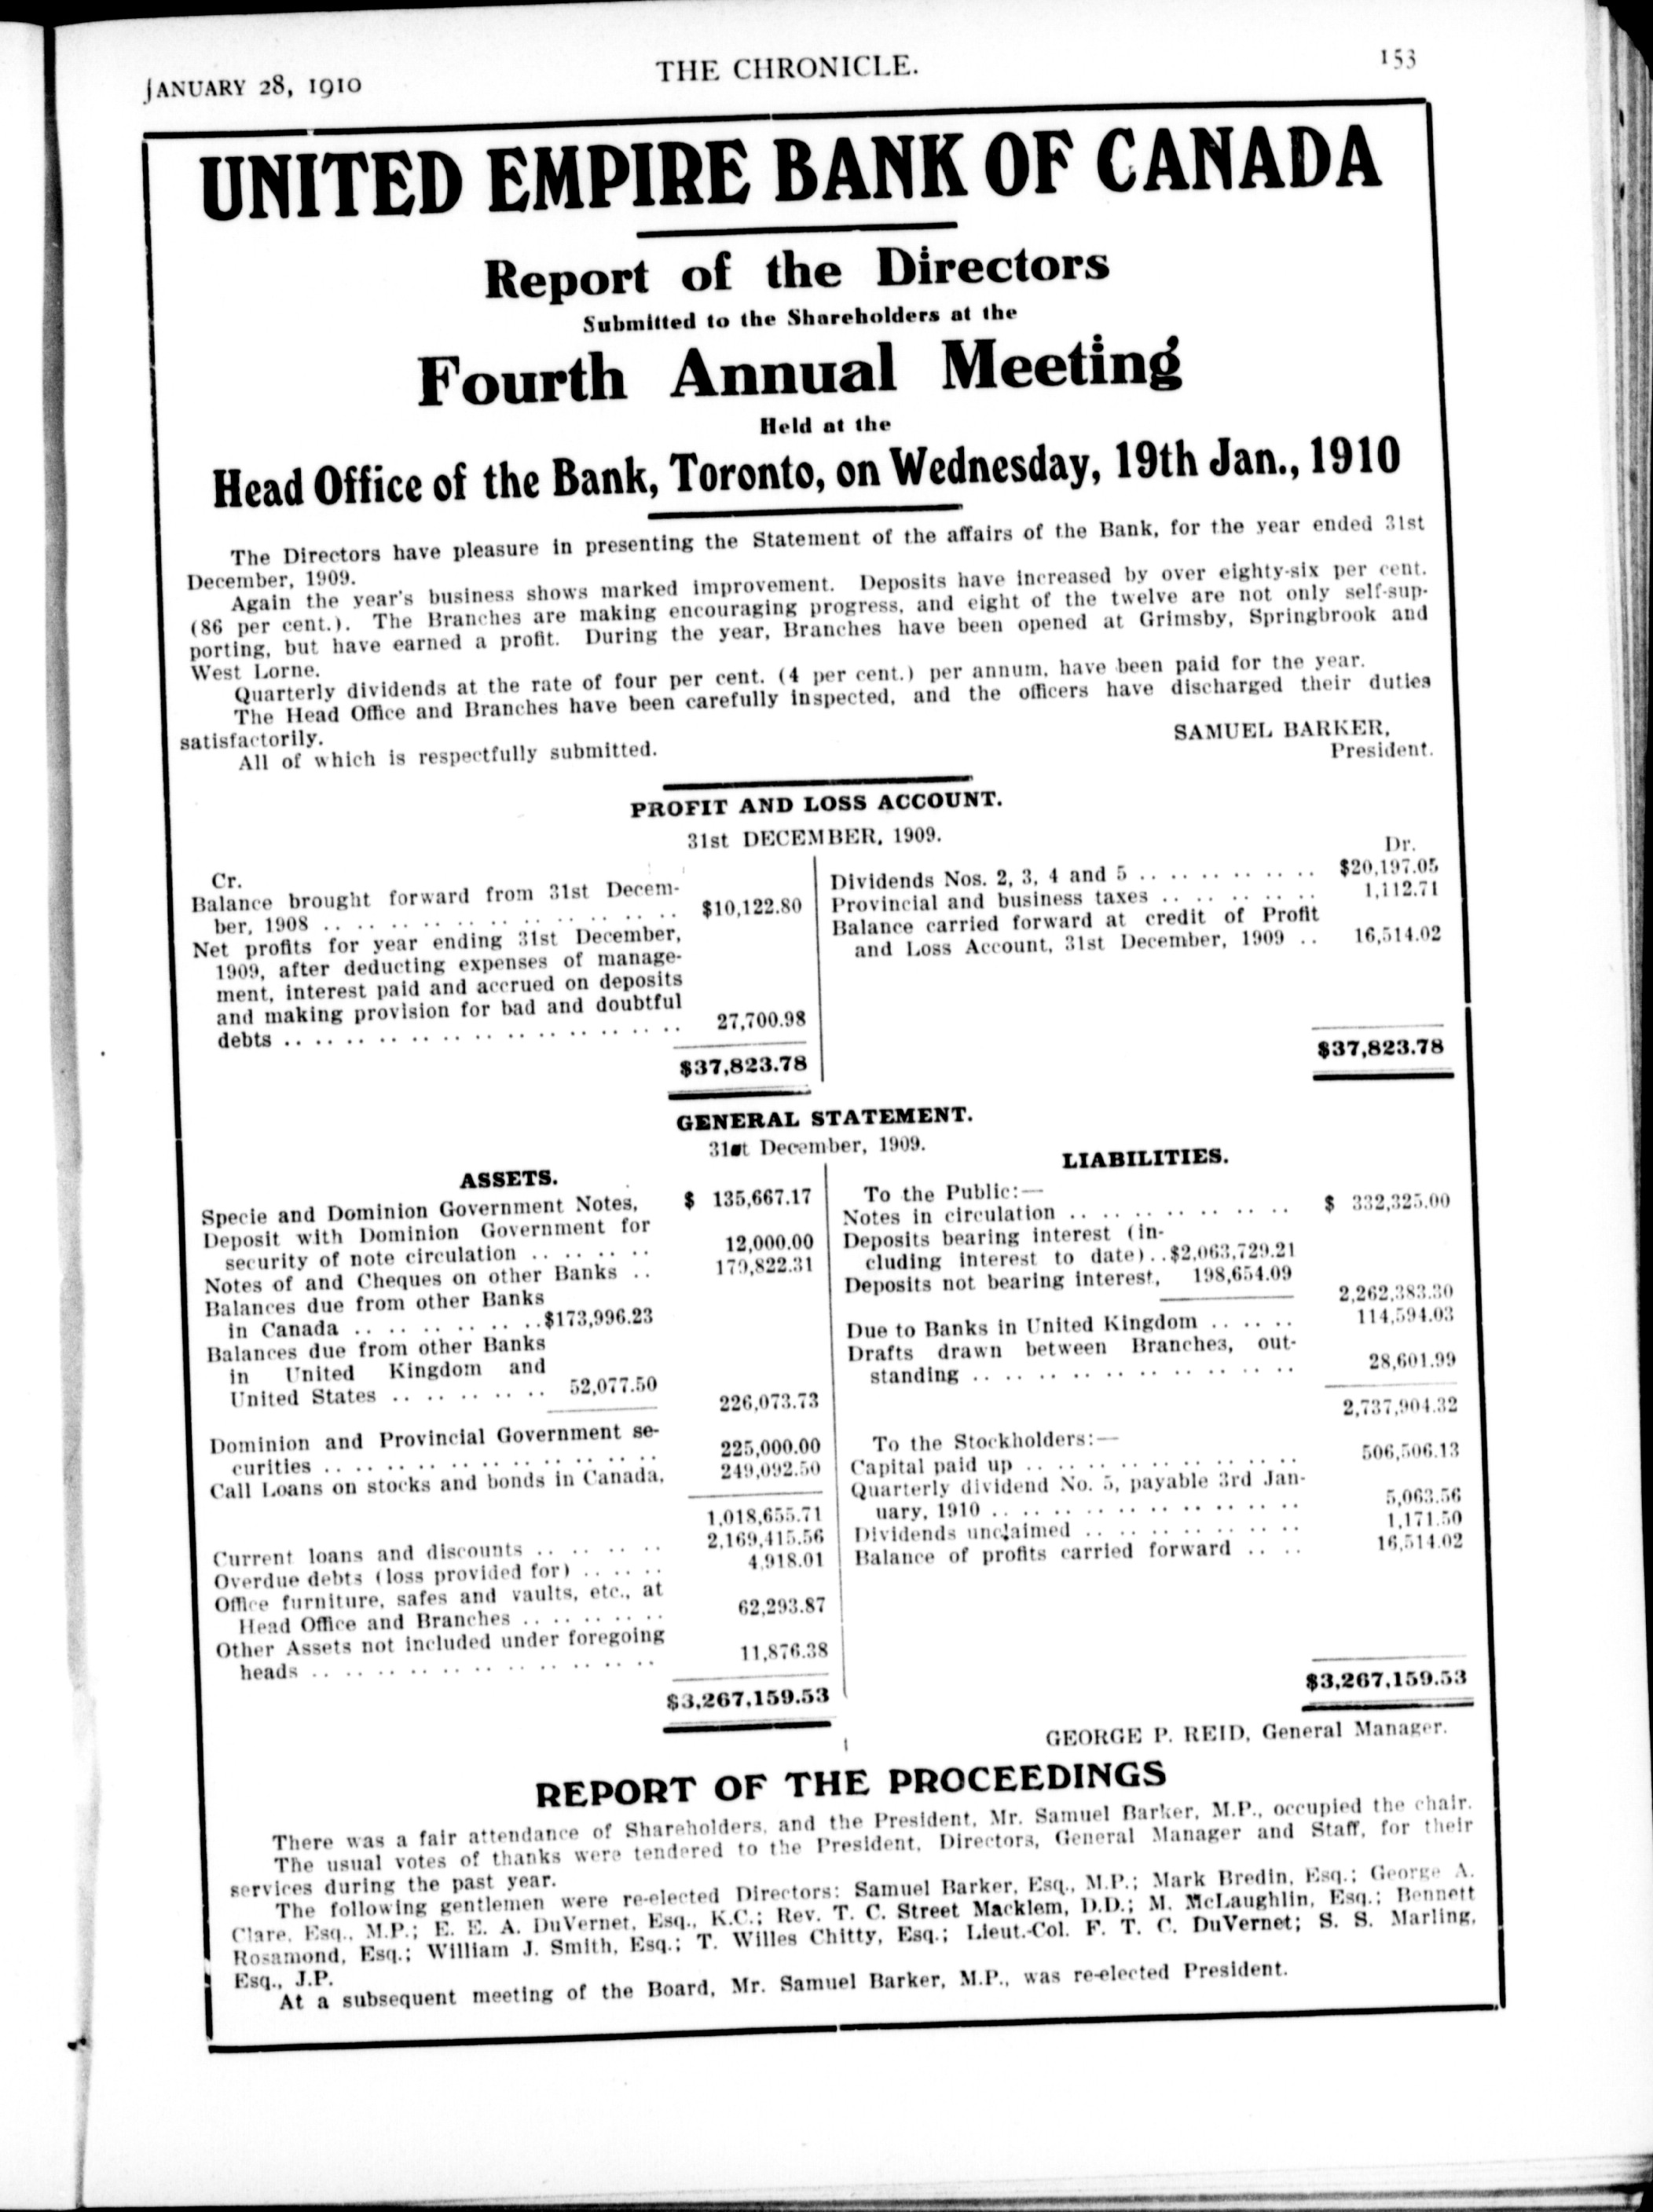 JANUARY 28, 1910
THE CHRONICLE.
153
UNITED EMPIRE BANK OF CANADA
Report of the Directors
Submitted to the Shareholders at the
Fourth Annual Meeting
Held at the
Head Office of the Bank, Toronto, on Wednesday, 19th Jan., 1910
The Directors have pleasure in presenting the Statement of the affairs of the Bank, for the year ended 31st
December, 1909.
Again the year's business shows marked improvement. Deposits have increased by over eighty-six per cent.
(86 per cent.). The Branches are making encouraging progress, and eight of the twelve are not only self-sup-
porting, but have earned a profit. During the year, Branches have been opened at Grimsby, Springbrook and
West Lorne.
Quarterly dividends at the rate of four per cent. (4 per cent.) per annum, have been paid for the year.
The Head Office and Branches have been carefully inspected, and the officers have discharged their duties
satisfactorily.
All of which is respectfully submitted.
SAMUEL BARKER,
President.
PROFIT AND LOSS ACCOUNT.
31st DECEMBER, 1909.
Cr.
Balance brought forward from 31st Decem-
ber, 1908 .. .. .. .. .. .. .. .. .. .. .. $10,122.80
Net profits for year ending 31st December,
1909, after deducting expenses of manage-
ment, interest paid and accrued on deposits
and making provision for bad and doubtful
debts .. .. .. .. .. .. .. .. .. .. .. .. .. 27,700.98
$37,823.78
Dr.
Dividends Nos. 2, 3, 4 and 5 .. .. .. .. .. .. $20,197.05
Provincial and business taxes .. .. .. .. .. 1,112.71
Balance carried forward at credit of Profit
and Loss Account, 31st December, 1909 .. 16,514.02
$37,823.78
GENERAL STATEMENT.
31st December, 1909.
ASSETS.
Specie and Dominion Government Notes, $ 135,667.17
Deposit with Dominion Government for
security of note circulation .. .. .. .. 12,000.00
Notes of and Cheques on other Banks .. 179,822.31
Balances due from other Banks
in Canada .. .. .. .. .. .. ..$173,996.23
Balances due from other Banks
in United Kingdom and
United States .. .. .. .. .. 52,077.50
226,073.73
Dominion and Provincial Government se-
curities .. .. .. .. .. .. .. .. .. .. .. 225,000.00
Call Loans on stocks and bonds in Canada, 249,092.50
1,018,655.71
Current loans and discounts .. .. .. .. 2,169,415.56
Overdue debts (loss provided for) .. .. .. 4,918.01
Office furniture, safes and vaults, etc., at
Head Office and Branches .. .. .. .. .. 62,293.87
Other Assets not included under foregoing
heads .. .. .. .. .. .. .. .. .. .. .. 11,876.38
$3,267,159.53
LIABILITIES.
To the Public:—
Notes in circulation .. .. .. .. .. .. .. $ 332,325.00
Deposits bearing interest (in-
cluding interest to date)..$2,063,729.21
Deposits not bearing interest, 198,654.09
2,262,383.30
Due to Banks in United Kingdom .. .. .. 114,594.03
Drafts drawn between Branches, out-
standing .. .. .. .. .. .. .. .. .. .. 28,601.99
2,737,904.32
To the Stockholders:—
Capital paid up .. .. .. .. .. .. .. .. .. 506,506.13
Quarterly dividend No. 5, payable 3rd Jan-
uary, 1910 .. .. .. .. .. .. .. .. .. .. 5,063.56
Dividends unclaimed .. .. .. .. .. .. .. 1,171.50
Balance of profits carried forward .. .. 16,514.02
$3,267,159.53
GEORGE P. REID, General Manager.
REPORT OF THE PROCEEDINGS
There was a fair attendance of Shareholders, and the President, Mr. Samuel Barker, M.P., occupied the chair.
The usual votes of thanks were tendered to the President, Directors, General Manager and Staff, for their
services during the past year.
The following gentlemen were re-elected Directors: Samuel Barker, Esq., M.P.; Mark Bredin, Esq.; George A.
Clare, Esq., M.P.; E. E. A. DuVernet, Esq., K.C.; Rev. T. C. Street Macklem, D.D.; M. McLaughlin, Esq.; Bennett
Rosamond, Esq.; William J. Smith, Esq.; T. Willes Chitty, Esq.; Lieut.-Col. F. T. C. DuVernet; S. S. Marling,
Esq., J.P.
At a subsequent meeting of the Board, Mr. Samuel Barker, M.P., was re-elected President.